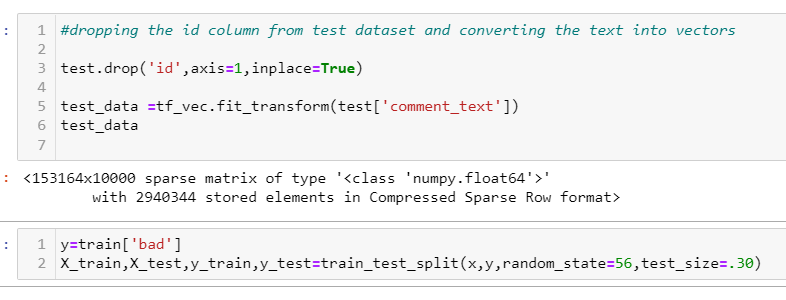 : 1 #dropping the id column from test dataset and converting the text into vectors
2
3 test.drop('id',axis=1,inplace=True)
4
5 test_data =tf_vec.fit_transform(test['comment_text'])
6 test_data
7
: <153164x10000 sparse matrix of type '<class 'numpy.float64'>'
with 2940344 stored elements in Compressed Sparse Row format>
: 1 y=train['bad']
2 X_train,X_test,y_train,y_test=train_test_split(x,y,random_state=56,test_size=.30)